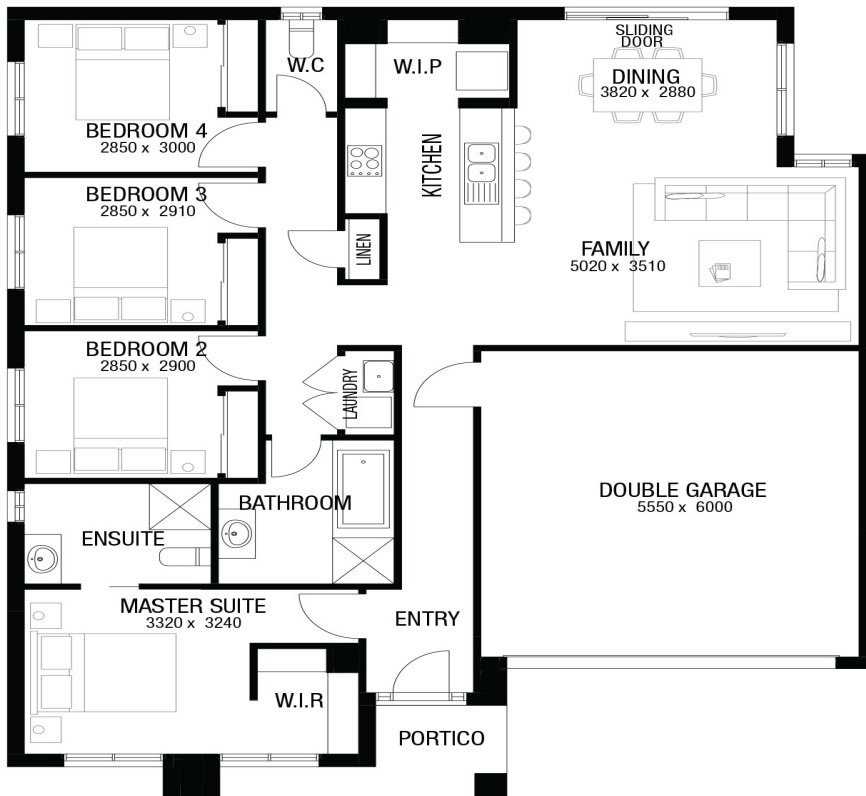 W.C
W.I.P
SLIDING
DOOR
DINING
3820 x 2880
BEDROOM 4
2850 x 3000
KITCHEN
BEDROOM 3
2850 x 2910
LINEN
FAMILY
5020 x 3510
BEDROOM 2
2850 x 2900
LAUNDRY
BATHROOM
DOUBLE GARAGE
5550 x 6000
ENSUITE
MASTER SUITE
3320 x 3240
ENTRY
W.I.R
PORTICO